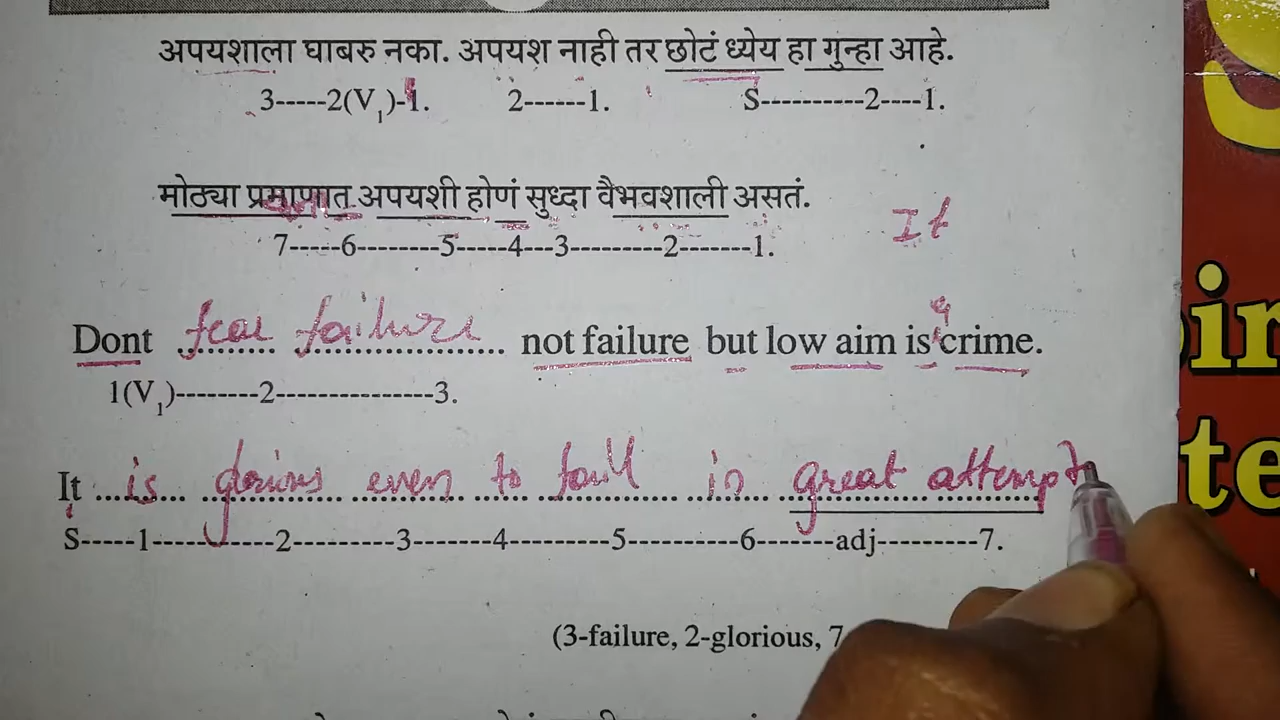 अपयशाला घाबरु नका. अपयश नाही तर छोटं ध्येय हा गुन्हा आहे.
3-----2(V1)-1. 2------1. S----------2----1.
मोठ्या प्रमाणात अपयशी होणं सुध्दा वैभवशाली असतं.
It
7-----6--------5-----4---3---------2-------1.
Dont fear failure not failure but low aim is a crime.
1(V1)--------2---------------3.
It is glorious even to faill in great attempt
S-----1-----------2---------3-------4---------5----------6-------adj---------7.
(3-failure, 2-glorious, 7